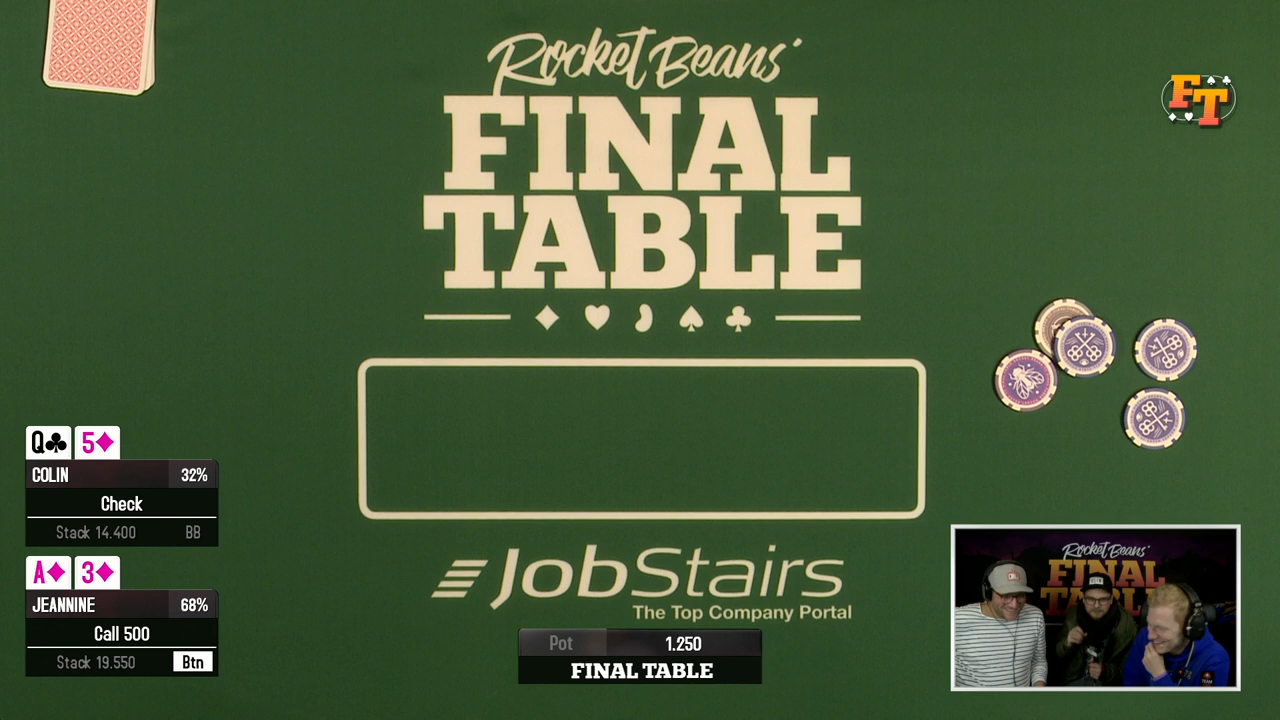 Rocket Beans'
FINAL
TABLE
FT
JobStairs
The Top Company Portal
Q♣ 5♦
COLIN 32%
Check
Stack 14.400 BB
A♦ 3♦
JEANNINE 68%
Call 500
Stack 19.550 Btn
Pot 1.250
FINAL TABLE
Rocket Beans'
FINAL